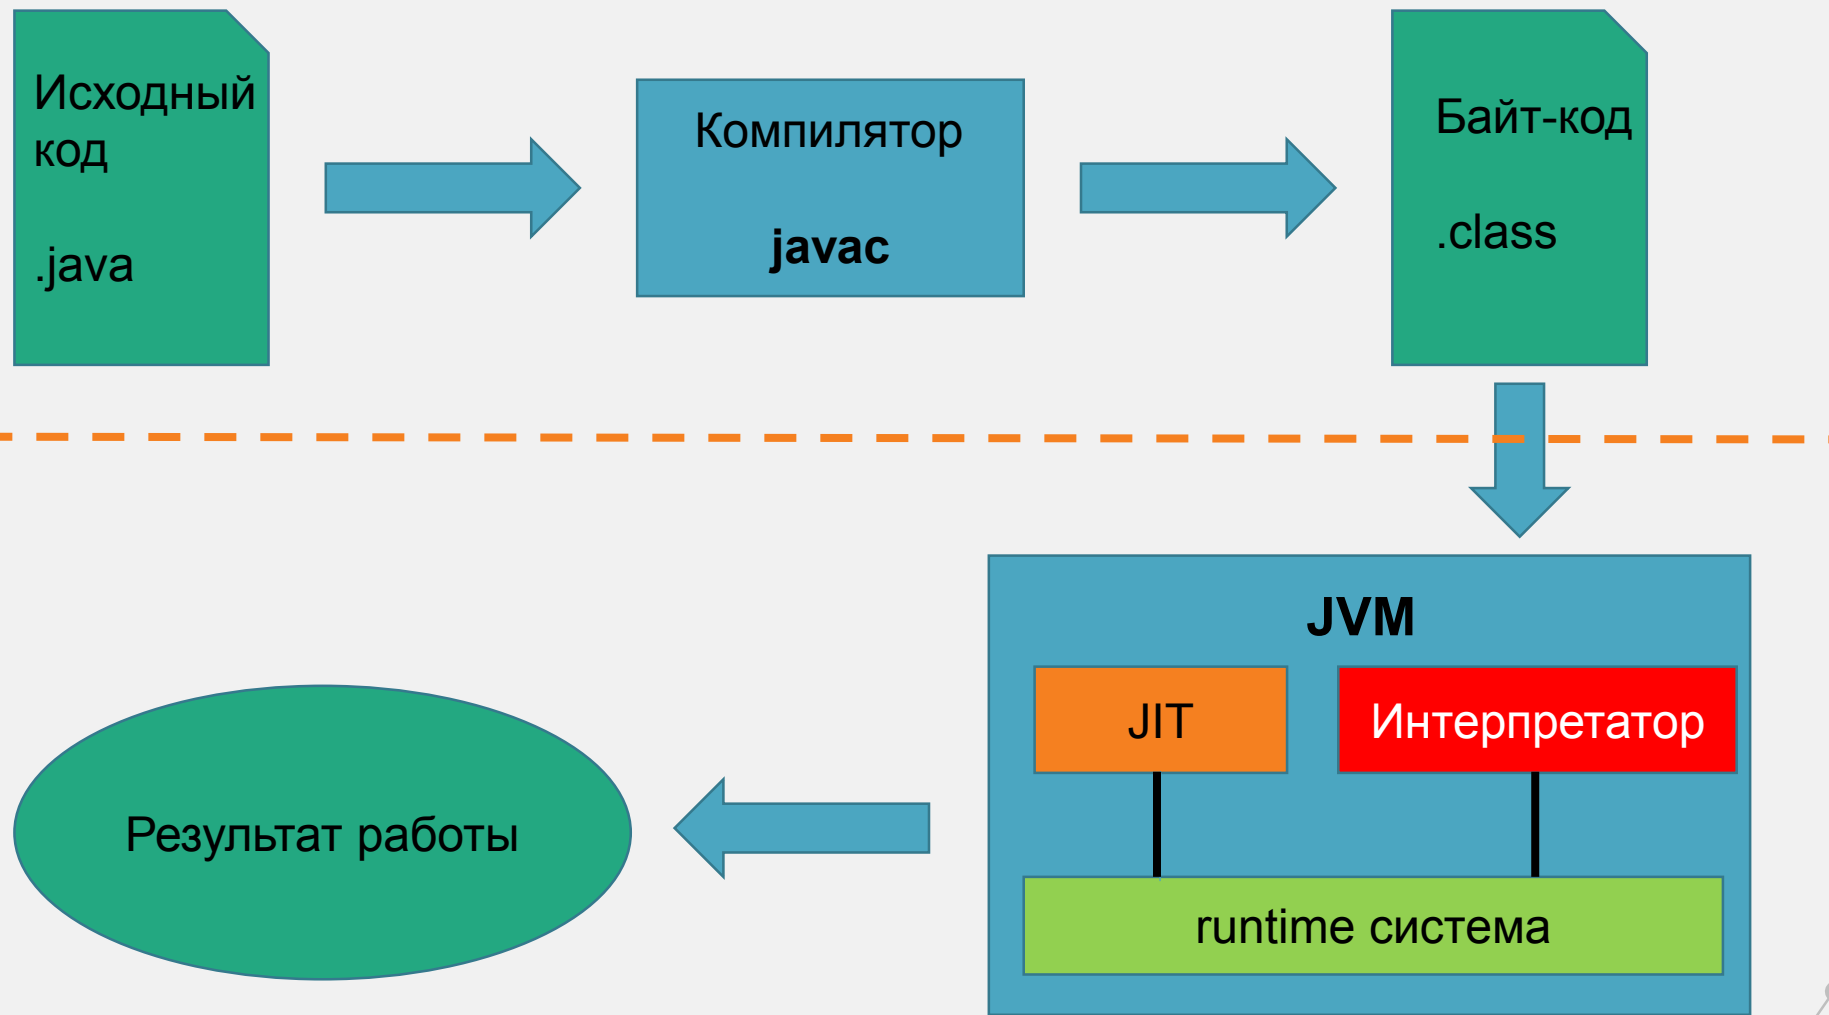 Исходный
код
.java
Компилятор
javac
Байт-код
.class
JVM
JIT
Интерпретатор
runtime система
Результат работы